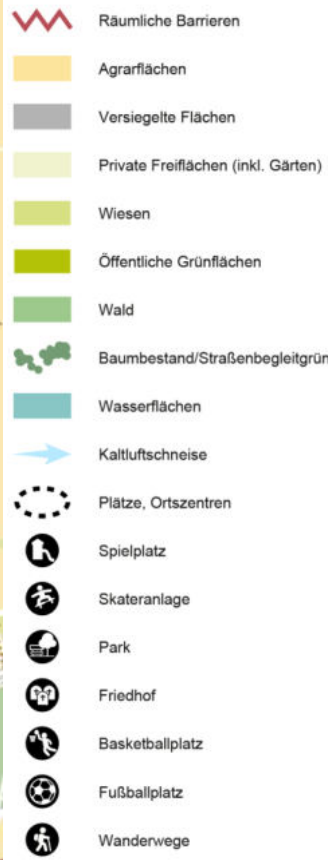 Räumliche Barrieren
Agrarflächen
Versiegelte Flächen
Private Freiflächen (inkl. Gärten)
Wiesen
Öffentliche Grünflächen
Wald
Baumbestand/Straßenbegleitgrün
Wasserflächen
Kaltluftschneise
Plätze, Ortszentren
Spielplatz
Skateranlage
Park
Friedhof
Basketballplatz
Fußballplatz
Wanderwege